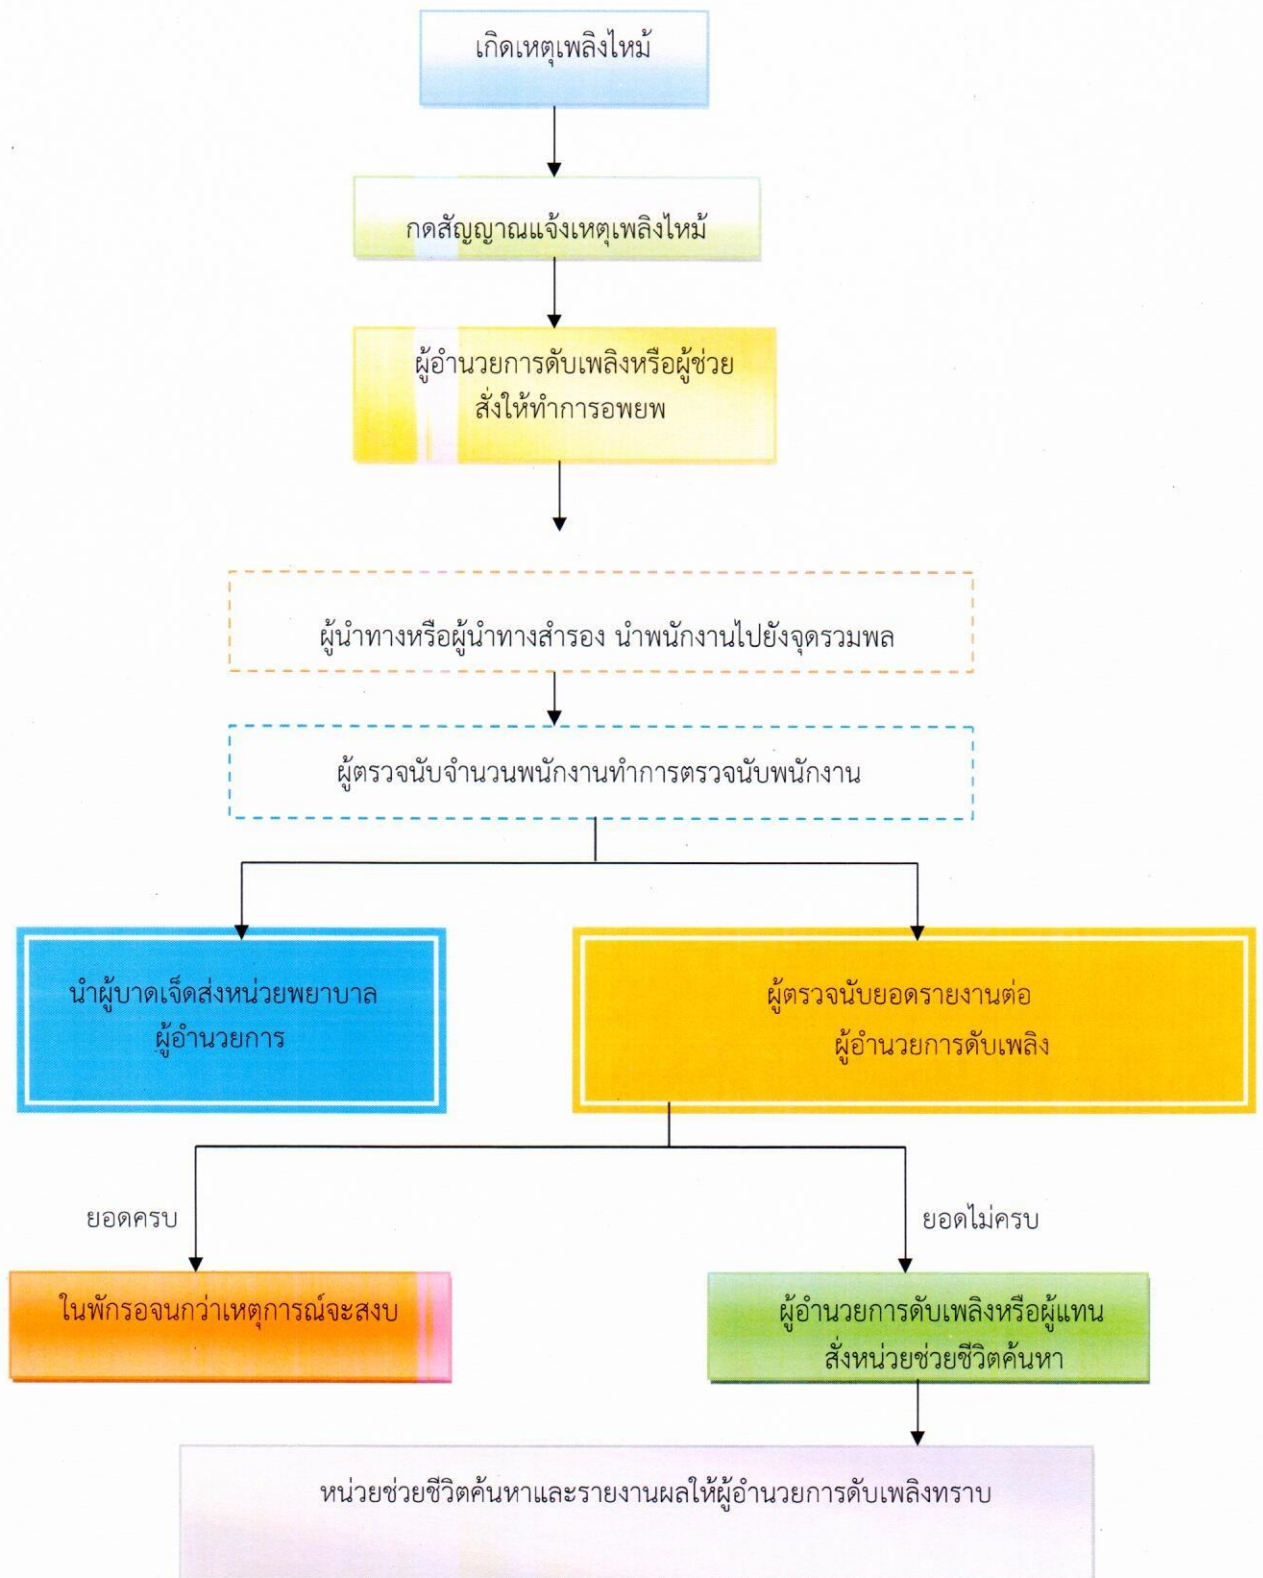 เกิดเหตุเพลิงไหม้
กดสัญญาณแจ้งเหตุเพลิงไหม้
ผู้อำนวยการดับเพลิงหรือผู้ช่วย
สั่งให้ทำการอพยพ
ผู้นำทางหรือผู้นำทางสำรอง นำพนักงานไปยังจุดรวมพล
ผู้ตรวจนับจำนวนพนักงานทำการตรวจนับพนักงาน
นำผู้บาดเจ็ดส่งหน่วยพยาบาล
ผู้อำนวยการ
ผู้ตรวจนับยอดรายงานต่อ
ผู้อำนวยการดับเพลิง
ยอดครบ
ยอดไม่ครบ
ในพักรอจนกว่าเหตุการณ์จะสงบ
ผู้อำนวยการดับเพลิงหรือผู้แทน
สั่งหน่วยช่วยชีวิตค้นหา
หน่วยช่วยชีวิตค้นหาและรายงานผลให้ผู้อำนวยการดับเพลิงทราบ